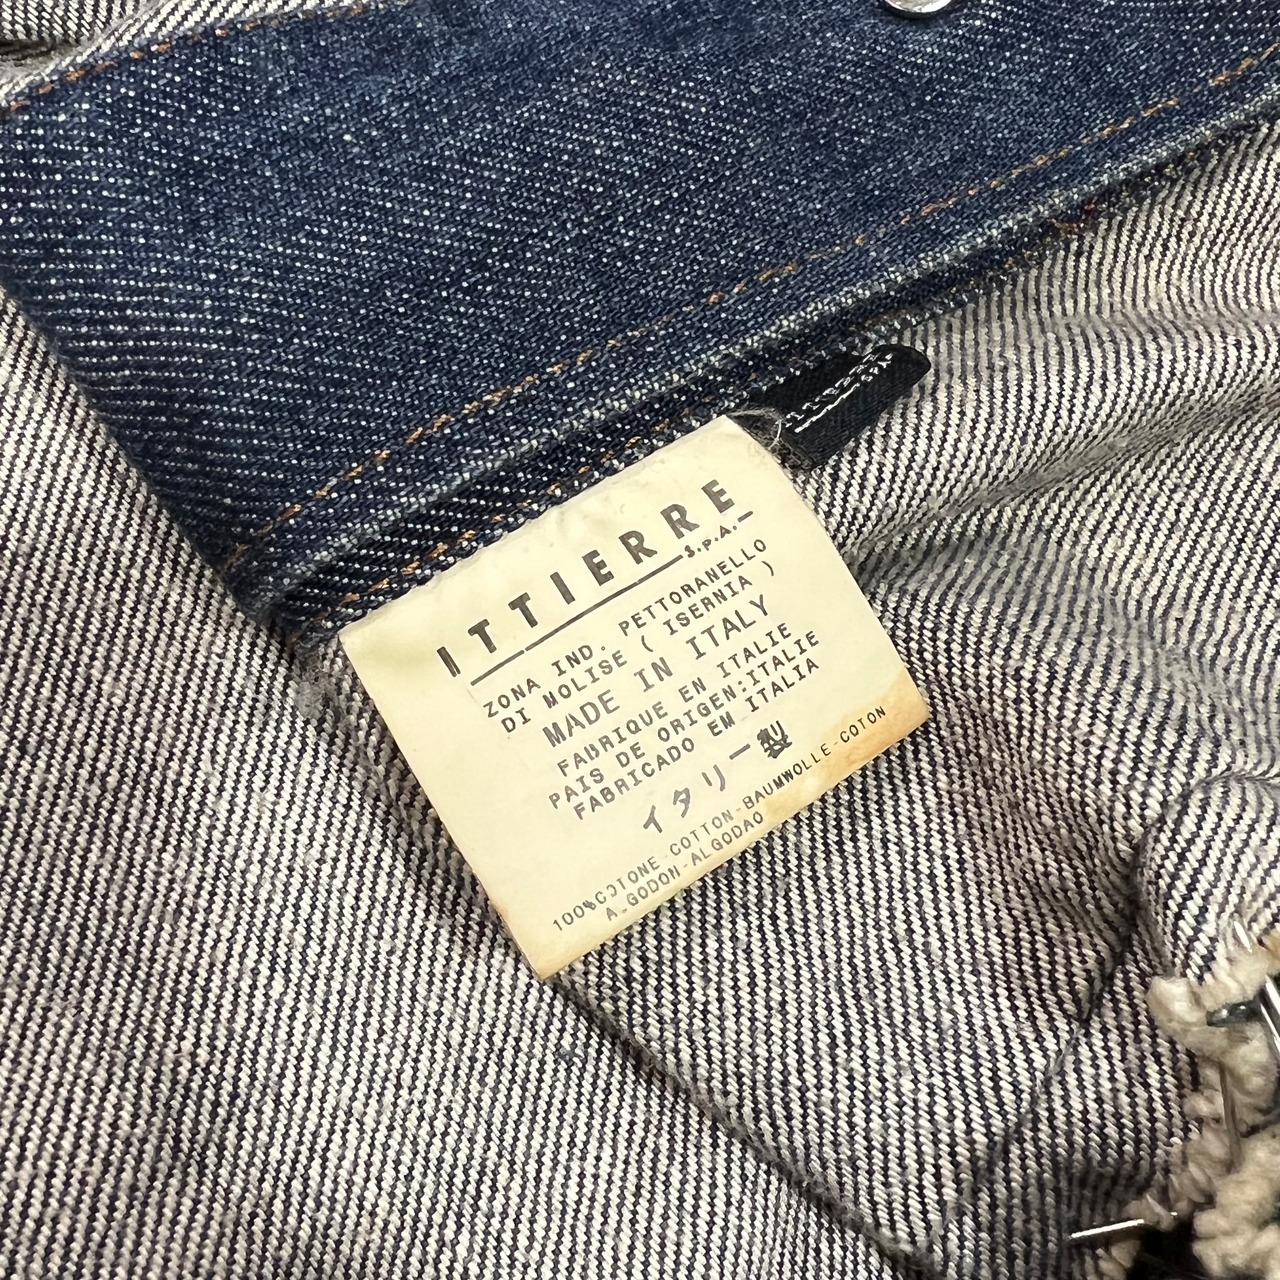 ITTIERRE
S.P.A.
ZONA IND. PETTORANELLO
DI MOLISE ( ISERNIA )
MADE IN ITALY
FABRIQUE EN ITALIE
PAIS DE ORIGEN:ITALIE
FABRICADO EM ITALIA
イタリー製
100%COTONE-COTTON-BAUMWOLLE-COTON
ALGODON-ALGODAO